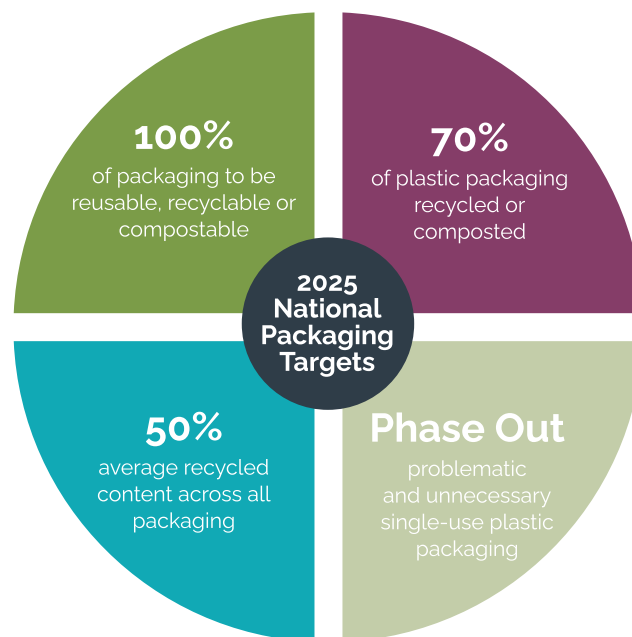 100%
of packaging to be
reusable, recyclable or
compostable
70%
of plastic packaging
recycled or
composted
2025
National
Packaging
Targets
50%
average recycled
content across all
packaging
Phase Out
problematic
and unnecessary
single-use plastic
packaging